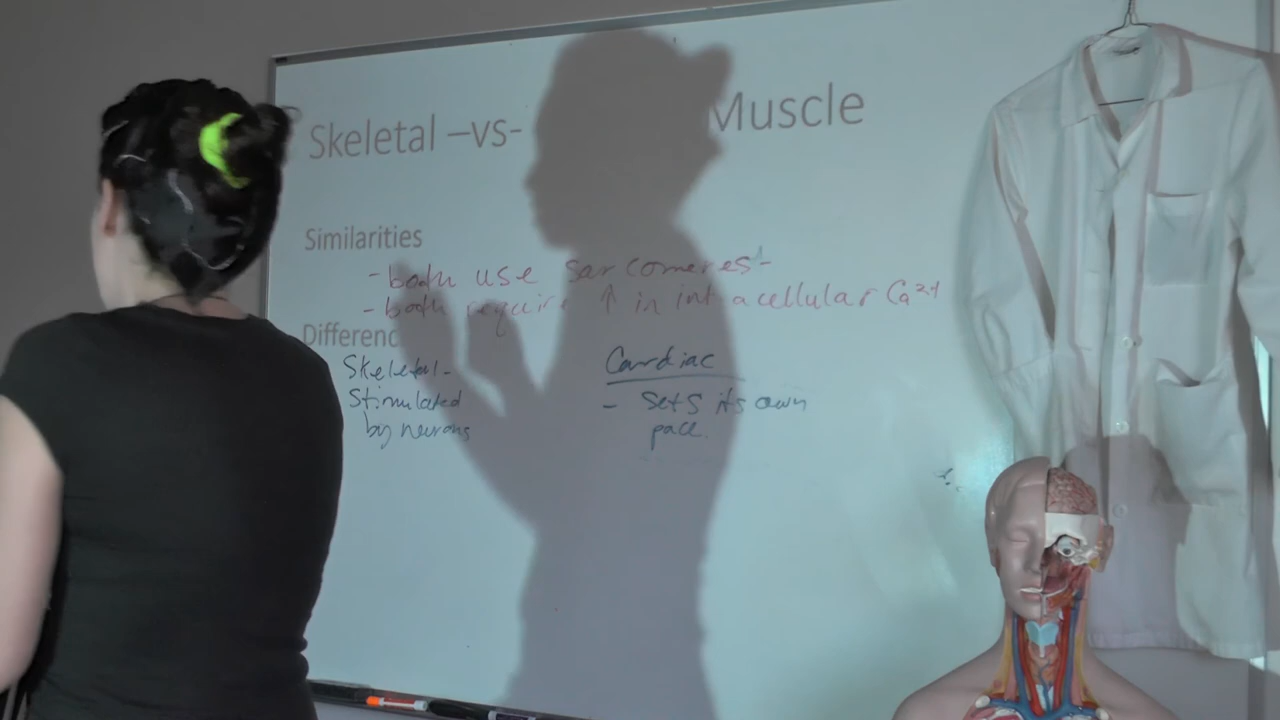 Skeletal –vs- Muscle
Similarities
- both use sarcomeres -
- both require ↑ in intracellular Ca2+
Differenc
Skeletal -
Stimulated
by neurons
Cardiac
- Sets its own
pace.